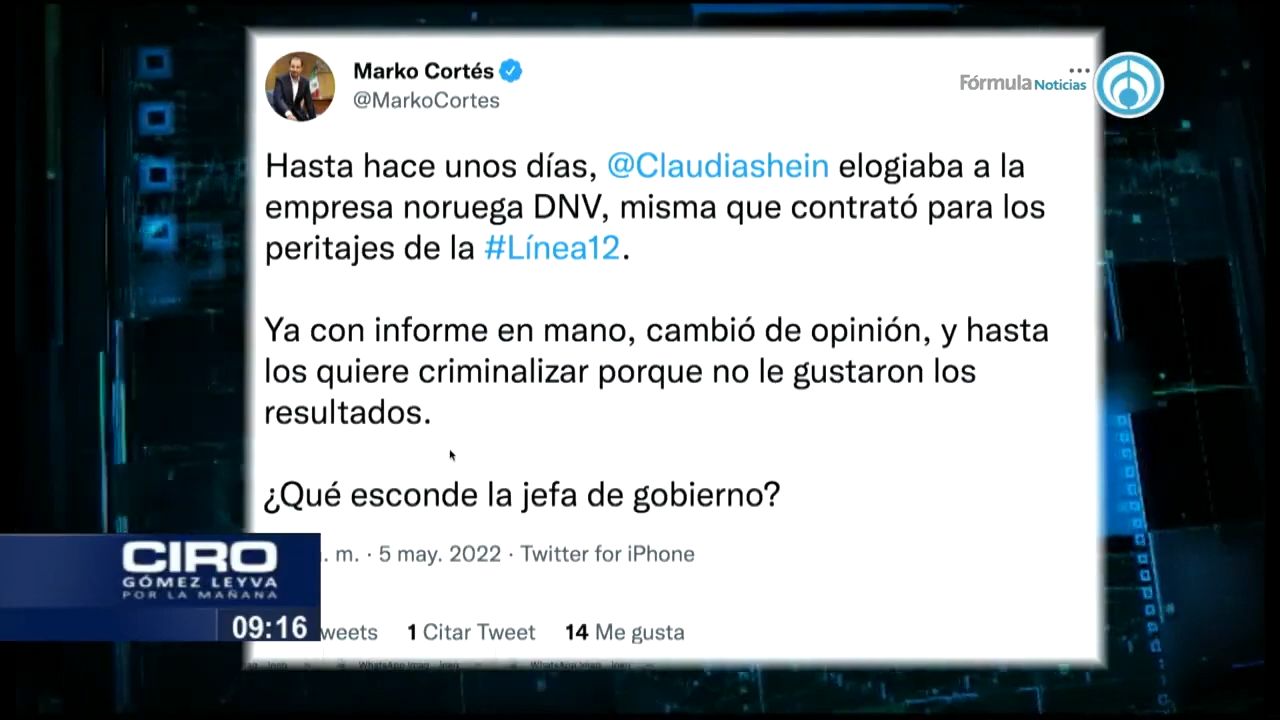 Marko Cortés
@MarkoCortes
Fórmula Noticias
Hasta hace unos días, @Claudiashein elogiaba a la
empresa noruega DNV, misma que contrató para los
peritajes de la #Línea12.
Ya con informe en mano, cambió de opinión, y hasta
los quiere criminalizar porque no le gustaron los
resultados.
¿Qué esconde la jefa de gobierno?
. m. · 5 may. 2022 · Twitter for iPhone
weets 1 Citar Tweet 14 Me gusta
CIRO
GÓMEZ LEYVA
POR LA MAÑANA
09:16